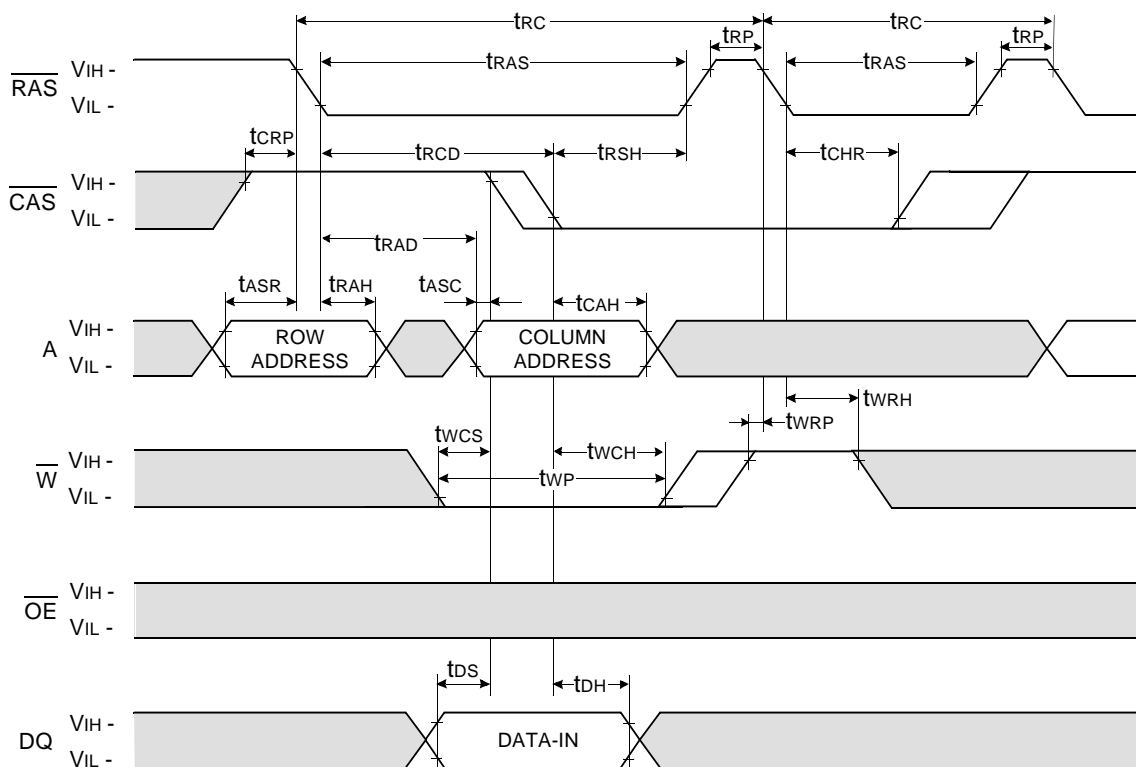 tRC tRC
tRP tRP
RAS VIH - tRAS tRAS
VIL -
tCRP tRCD tRSH tCHR
CAS VIH -
VIL -
tRAD
tASR tRAH tASC tCAH
A VIH - ROW ADDRESS COLUMN ADDRESS
VIL -
tWRH
tWRP
tWCS tWCH
W VIH - tWP
VIL -
OE VIH -
VIL -
tDS tDH
DQ VIH - DATA-IN
VIL -